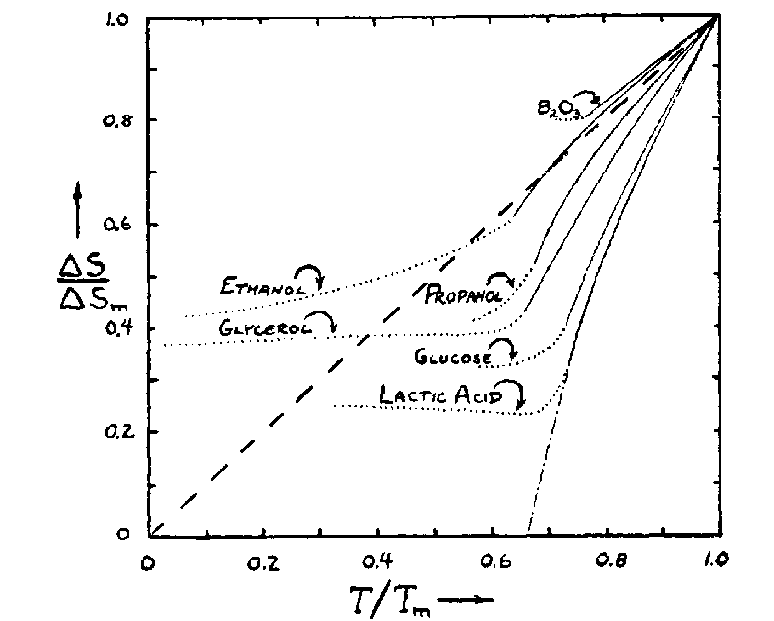 1.0
B₂O₃
0.8
0.6
ΔS
ΔSₘ
ETHANOL
PROPANOL
0.4
GLYCEROL
GLUCOSE
LACTIC ACID
0.2
0
0 0.2 0.4 0.6 0.8 1.0
T/Tₘ